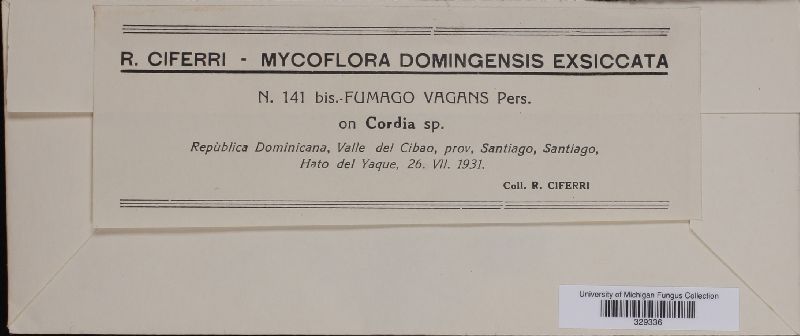 R. CIFERRI - MYCOFLORA DOMINGENSIS EXSICCATA
N. 141 bis.-FUMAGO VAGANS Pers.
on Cordia sp.
Repùblica Dominicana, Valle del Cibao, prov, Santiago, Santiago,
Hato del Yaque, 26. VII. 1931.
Coll. R. CIFERRI
University of Michigan Fungus Collection
329336